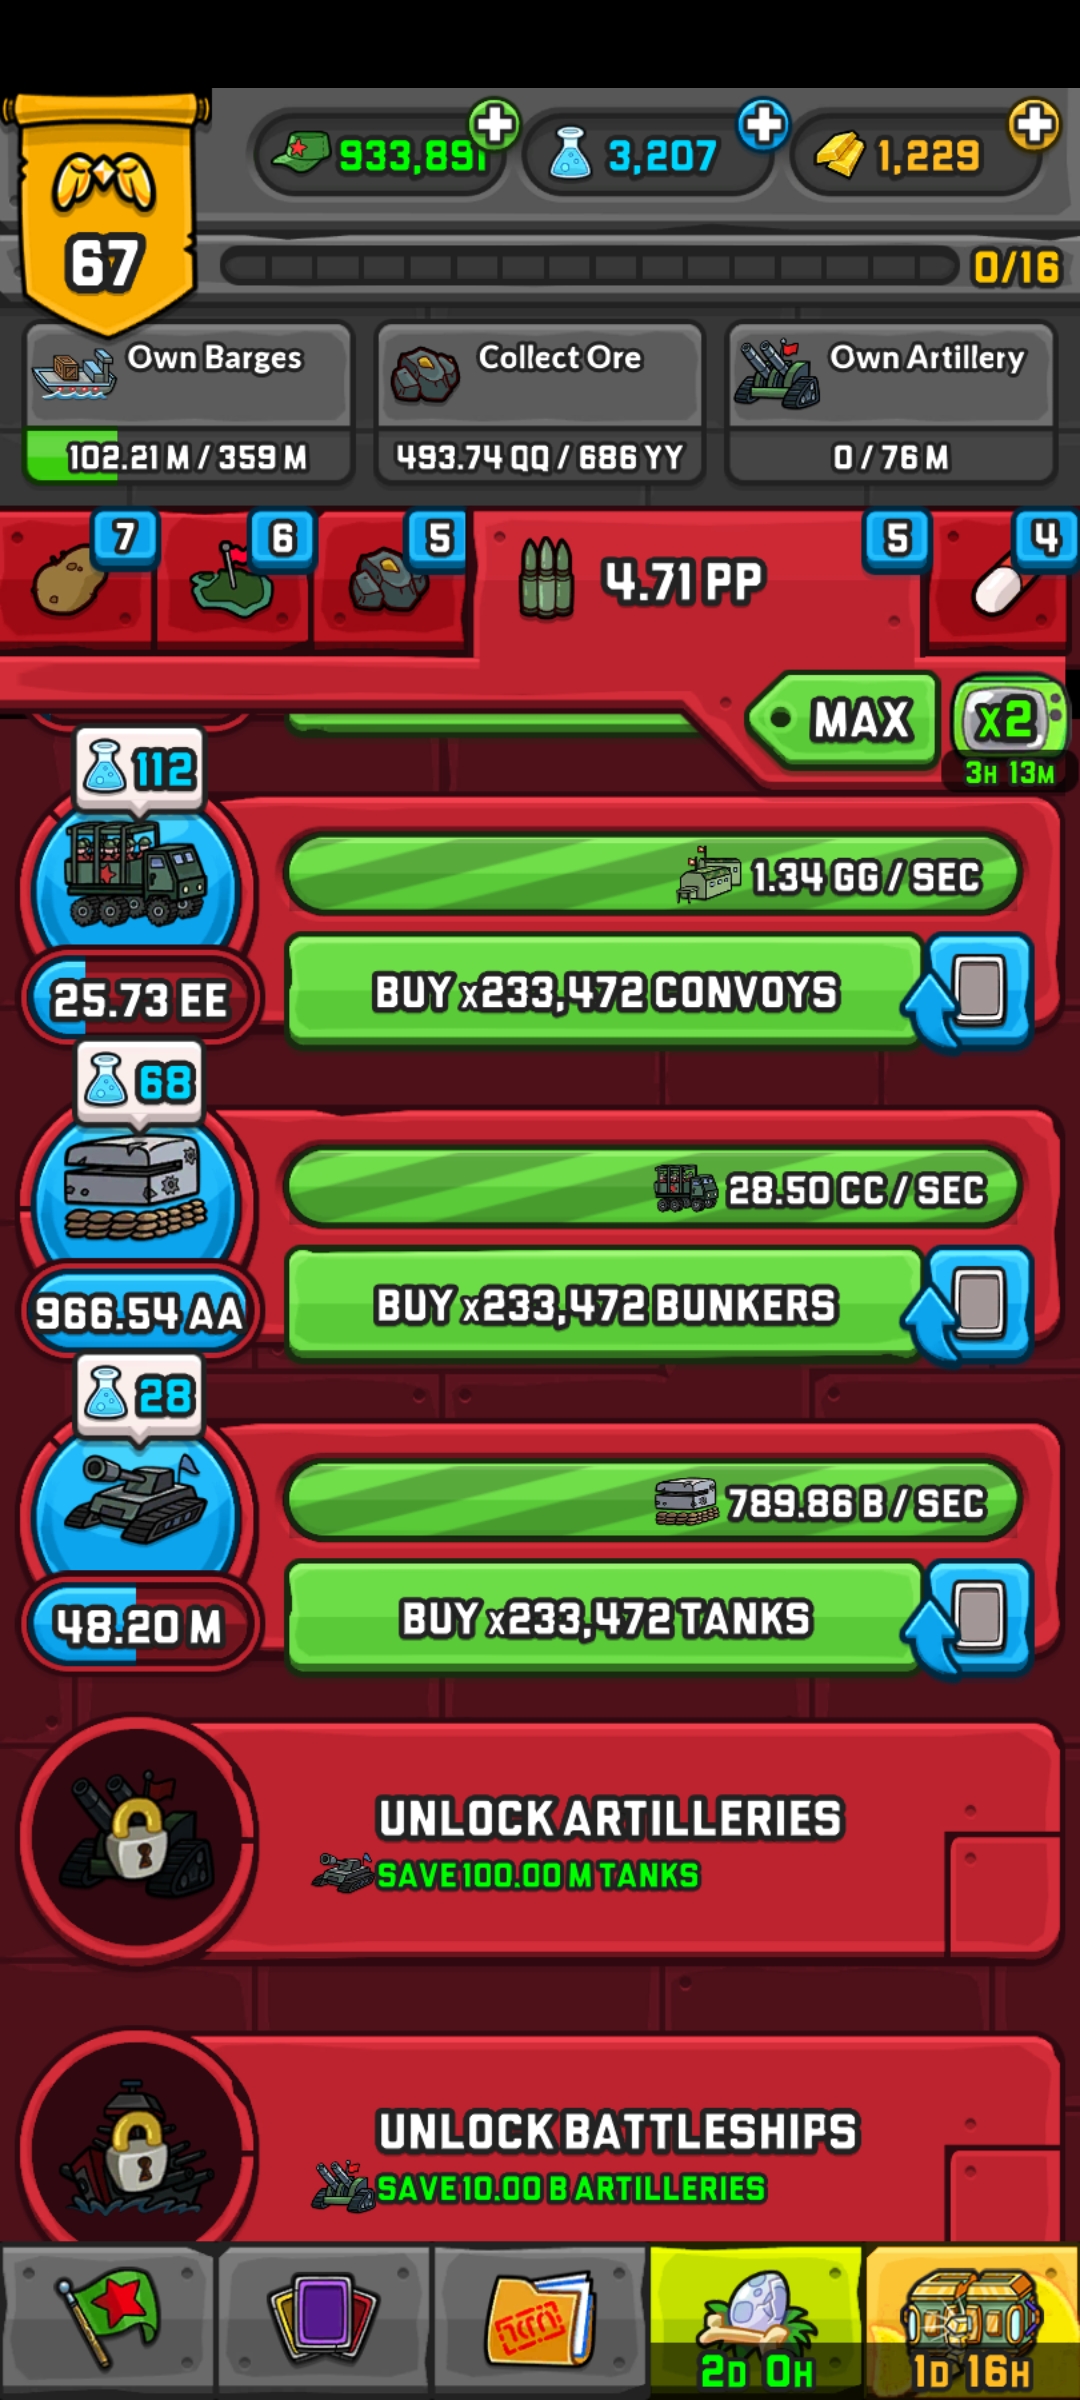 933,891
3,207
1,229
67
0/16
Own Barges
102.21 M / 359 M
Collect Ore
493.74 QQ / 686 YY
Own Artillery
0 / 76 M
7
6
5
4.71 PP
5
4
MAX
x2
3H 13M
112
1.34 GG / SEC
25.73 EE
BUY x233,472 CONVOYS
68
28.50 CC / SEC
966.54 AA
BUY x233,472 BUNKERS
28
789.86 B / SEC
48.20 M
BUY x233,472 TANKS
UNLOCK ARTILLERIES
SAVE 100.00 M TANKS
UNLOCK BATTLESHIPS
SAVE 10.00 B ARTILLERIES
2D 0H
1D 16H